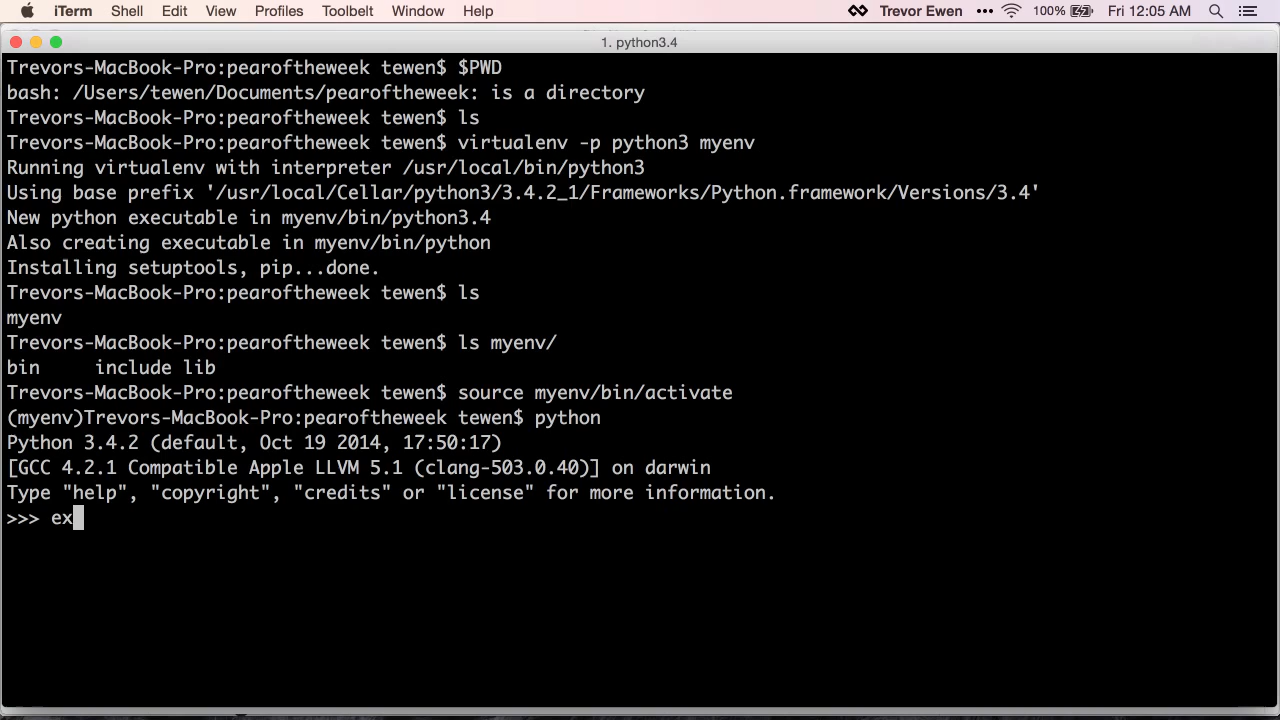 iTerm Shell Edit View Profiles Toolbelt Window Help Trevor Ewen 100% Fri 12:05 AM
1. python3.4
Trevors-MacBook-Pro:pearoftheweek tewen$ $PWD
bash: /Users/tewen/Documents/pearoftheweek: is a directory
Trevors-MacBook-Pro:pearoftheweek tewen$ ls
Trevors-MacBook-Pro:pearoftheweek tewen$ virtualenv -p python3 myenv
Running virtualenv with interpreter /usr/local/bin/python3
Using base prefix '/usr/local/Cellar/python3/3.4.2_1/Frameworks/Python.framework/Versions/3.4'
New python executable in myenv/bin/python3.4
Also creating executable in myenv/bin/python
Installing setuptools, pip...done.
Trevors-MacBook-Pro:pearoftheweek tewen$ ls
myenv
Trevors-MacBook-Pro:pearoftheweek tewen$ ls myenv/
bin     include lib
Trevors-MacBook-Pro:pearoftheweek tewen$ source myenv/bin/activate
(myenv)Trevors-MacBook-Pro:pearoftheweek tewen$ python
Python 3.4.2 (default, Oct 19 2014, 17:50:17)
[GCC 4.2.1 Compatible Apple LLVM 5.1 (clang-503.0.40)] on darwin
Type "help", "copyright", "credits" or "license" for more information.
>>> ex